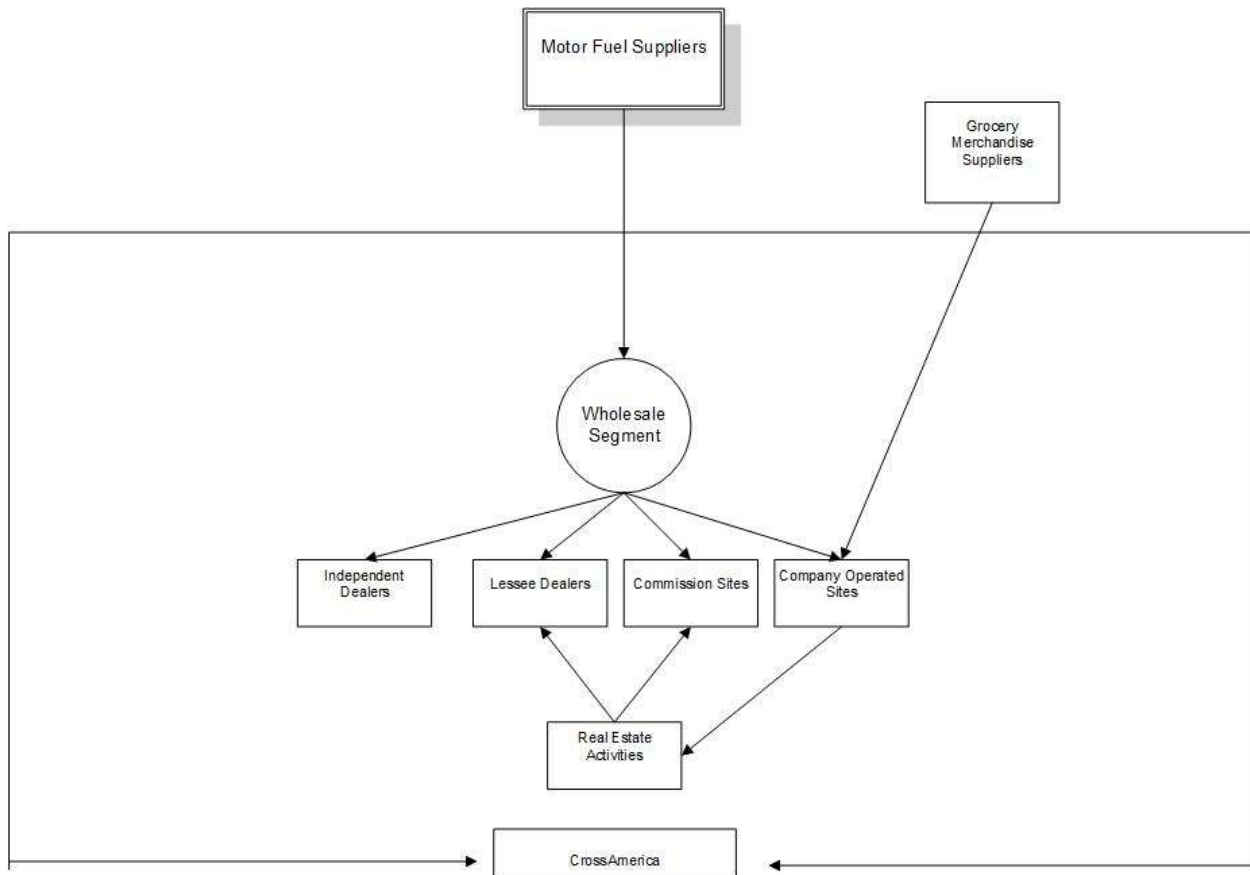 Motor Fuel Suppliers
Grocery
Merchandise
Suppliers
Wholesale
Segment
Independent
Dealers
Lessee Dealers
Commission Sites
Company Operated
Sites
Real Estate
Activities
CrossAmerica